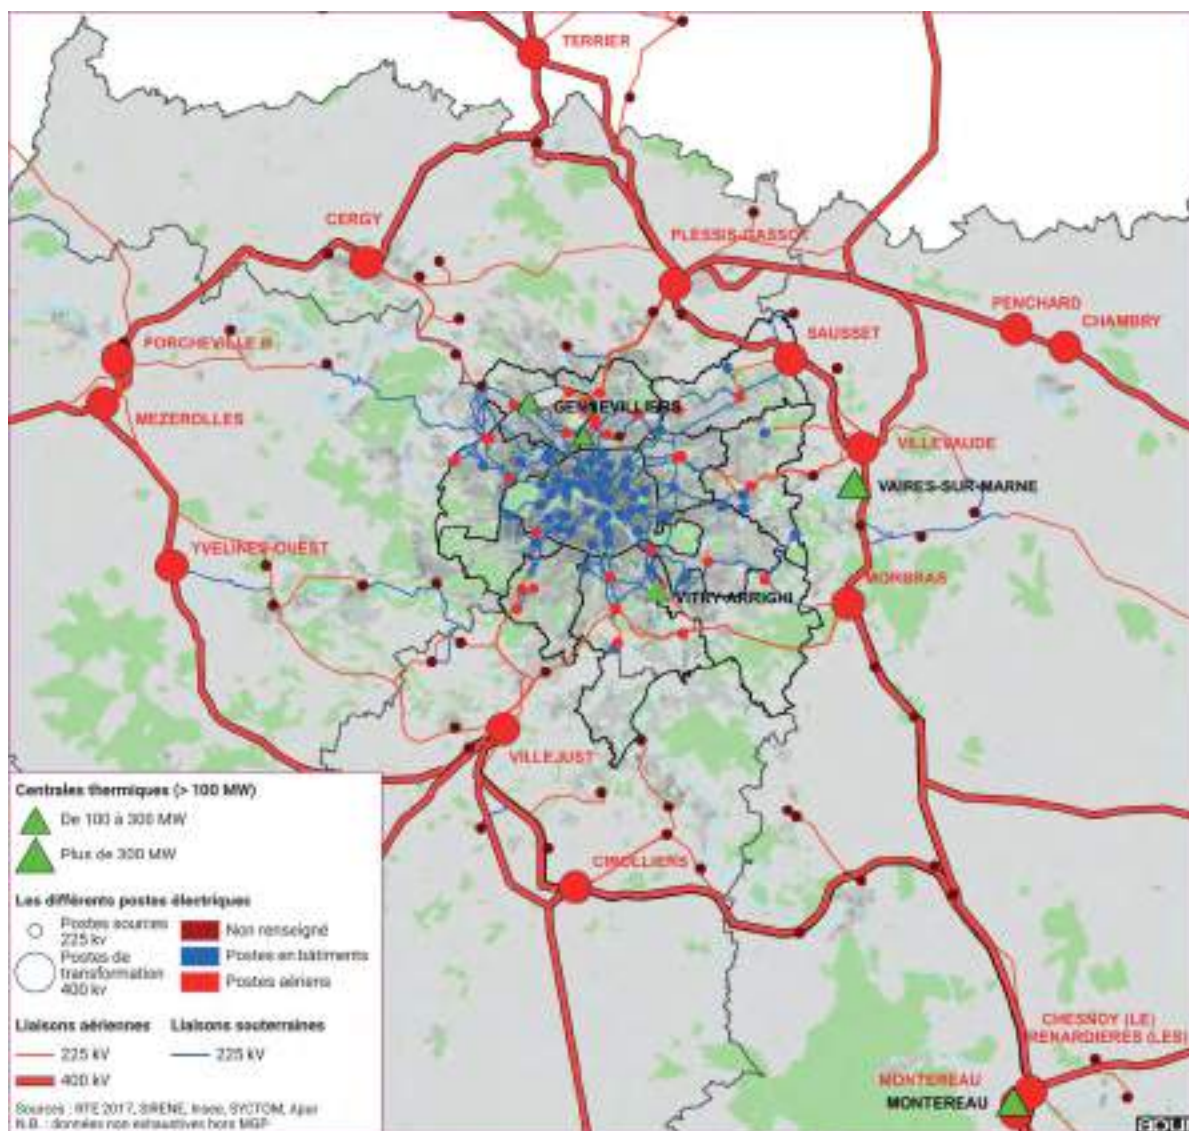 TERRIER
CERGY
PLESSIS-GASSOT
PENCHARD
CHAMBRY
SAUSSET
PORCHEVILLE B
MEZEROLLES
GENNEVILLIERS
VILLEVAUDE
VAIRES-SUR-MARNE
YVELINES-OUEST
MORBRAS
VITRY-ARRIGHI
VILLEJUST
CIROLLIERS
CHESNOY (LE)
RENARDIERES (LES)
MONTEREAU
MONTEREAU
Centrales thermiques (> 100 MW)
De 100 à 300 MW
Plus de 300 MW
Les différents postes électriques
Postes sources
225 kv
Postes de
transformation
400 kv
Non renseigné
Postes en bâtiments
Postes aériens
Liaisons aériennes
225 kV
400 kV
Liaisons souterraines
225 kV
Sources : RTE 2017, SIRENE, Insee, SYCTOM, Apur
N.B. : données non exhaustives hors MGP